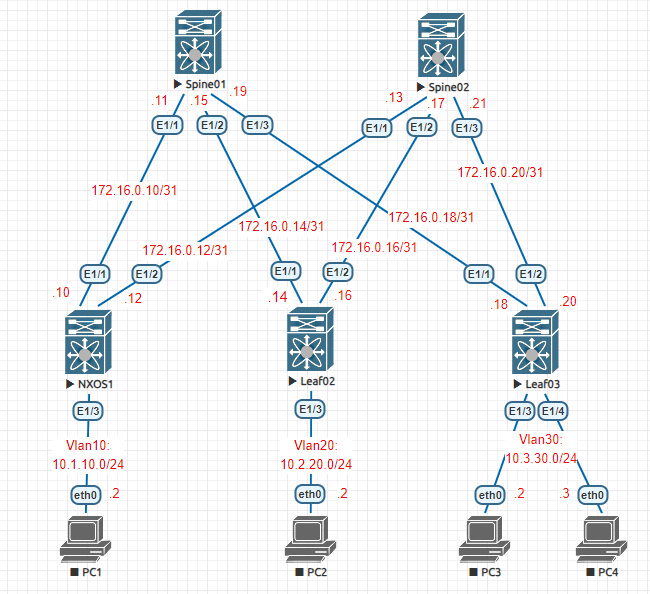 Spine01
Spine02
.11
.15
.19
.13
.17
.21
E1/1
E1/2
E1/3
E1/1
E1/2
E1/3
172.16.0.10/31
172.16.0.20/31
172.16.0.14/31
172.16.0.18/31
172.16.0.12/31
172.16.0.16/31
E1/1
E1/2
E1/1
E1/2
E1/1
E1/2
.10
.12
.14
.16
.18
.20
NXOS1
Leaf02
Leaf03
E1/3
E1/3
E1/3
E1/4
Vlan10:
10.1.10.0/24
Vlan20:
10.2.20.0/24
Vlan30:
10.3.30.0/24
eth0
.2
eth0
.2
eth0
.2
.3
eth0
PC1
PC2
PC3
PC4